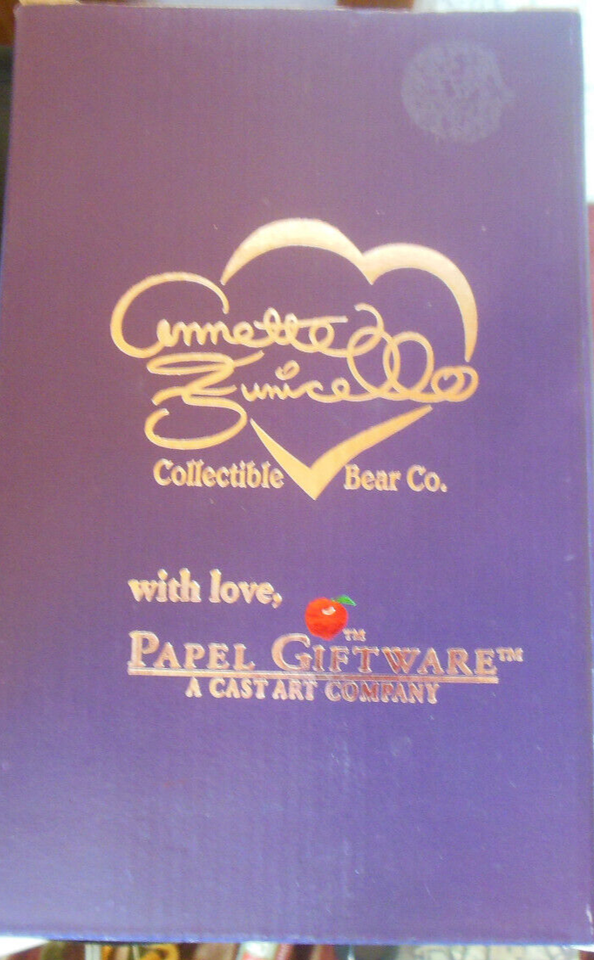 Annette
Funicello
Collectible Bear Co.
with love,
PAPEL GIFTWARE™
A CAST ART COMPANY